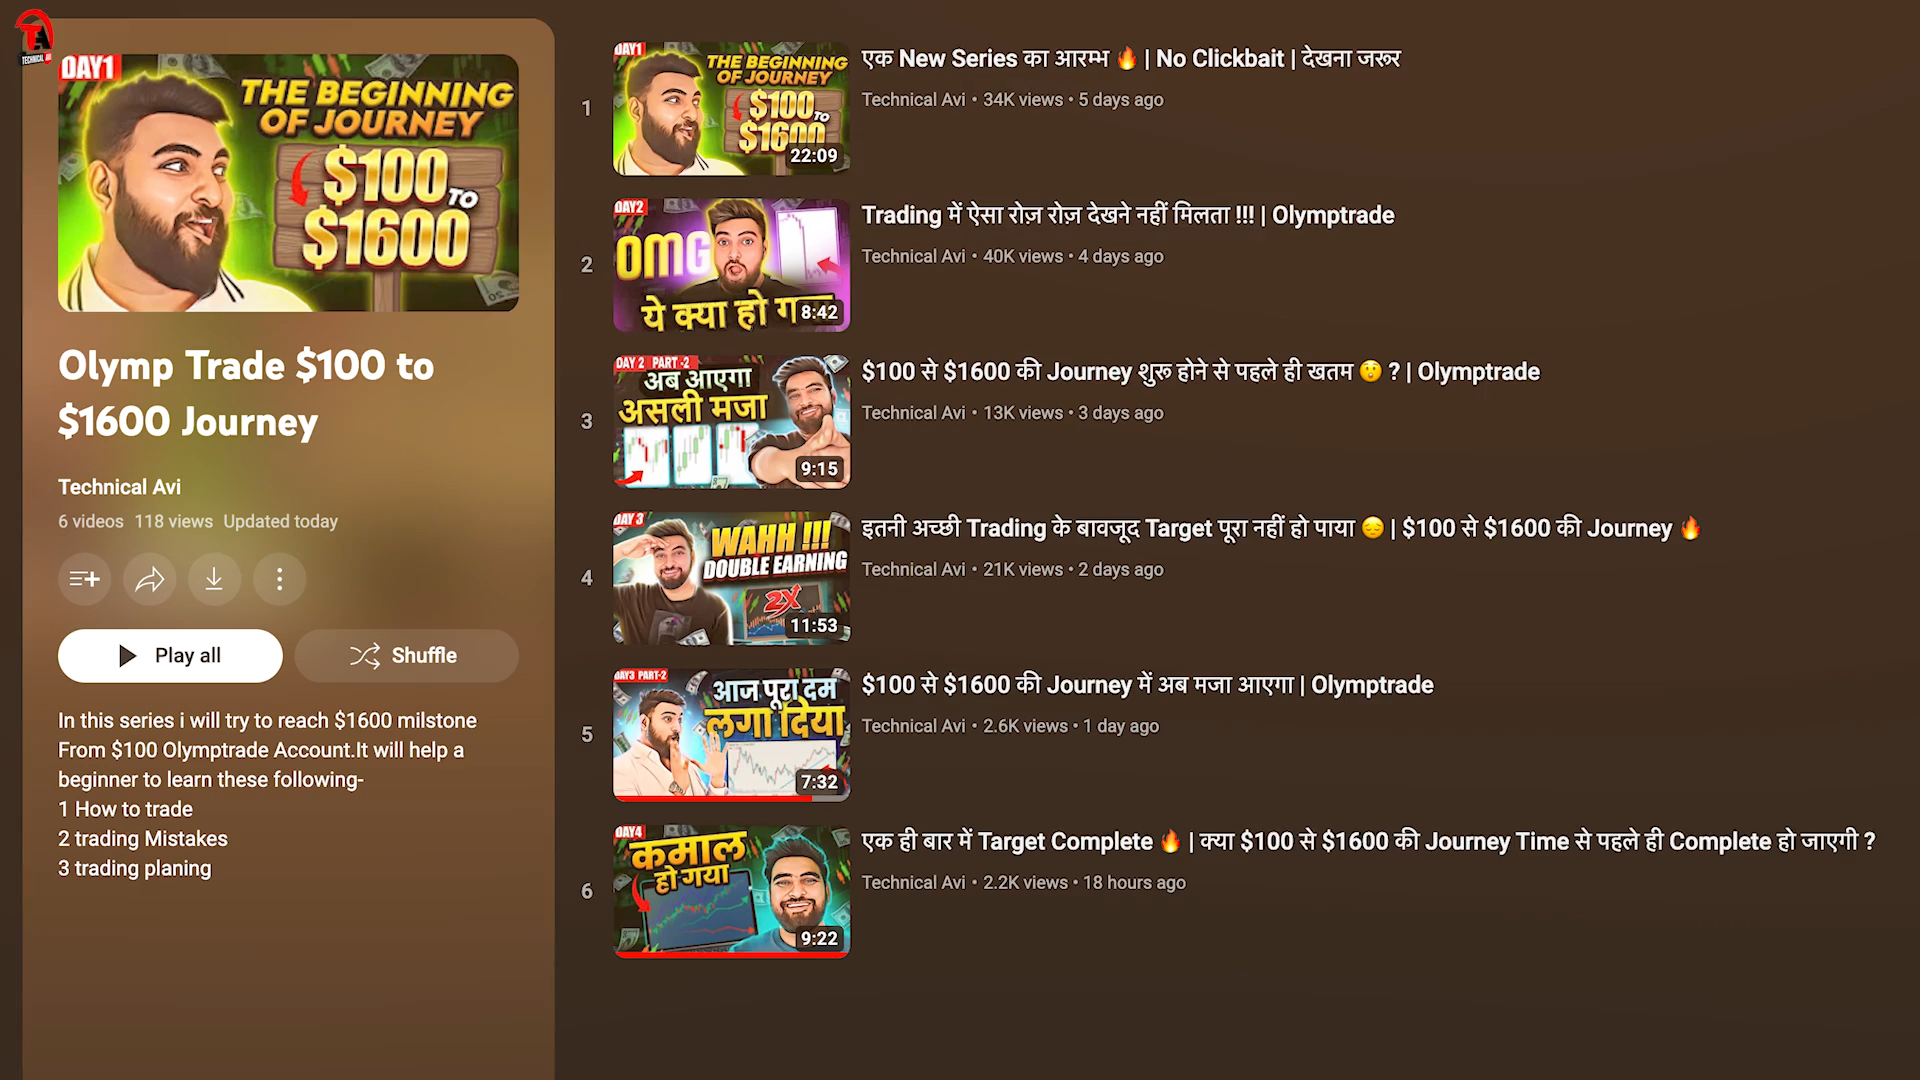 TECHNICAL AVI
DAY1
THE BEGINNING
OF JOURNEY
$100 TO
$1600
Olymp Trade $100 to
$1600 Journey
Technical Avi
6 videos 118 views Updated today
Play all
Shuffle
In this series i will try to reach $1600 milstone
From $100 Olymptrade Account.It will help a
beginner to learn these following-
1 How to trade
2 trading Mistakes
3 trading planing
1
DAY1
THE BEGINNING
OF JOURNEY
$100 TO
$1600
22:09
एक New Series का आरम्भ 🔥 | No Clickbait | देखना जरूर
Technical Avi • 34K views • 5 days ago
2
DAY2
OMG
ये क्या हो
8:42
Trading में ऐसा रोज़ रोज़ देखने नहीं मिलता !!! | Olymptrade
Technical Avi • 40K views • 4 days ago
3
DAY 2 PART -2
अब आएगा
असली मजा
9:15
$100 से $1600 की Journey शुरू होने से पहले ही खतम 😲 ? | Olymptrade
Technical Avi • 13K views • 3 days ago
4
DAY 3
WAHH !!!
DOUBLE EARNING
2X
11:53
इतनी अच्छी Trading के बावजूद Target पूरा नहीं हो पाया 😔 | $100 से $1600 की Journey 🔥
Technical Avi • 21K views • 2 days ago
5
DAY3 PART-2
आज पूरा दम
लगा दिया
7:32
$100 से $1600 की Journey में अब मजा आएगा | Olymptrade
Technical Avi • 2.6K views • 1 day ago
6
DAY4
कमाल
हो गया
9:22
एक ही बार में Target Complete 🔥 | क्या $100 से $1600 की Journey Time से पहले ही Complete हो जाएगी ?
Technical Avi • 2.2K views • 18 hours ago